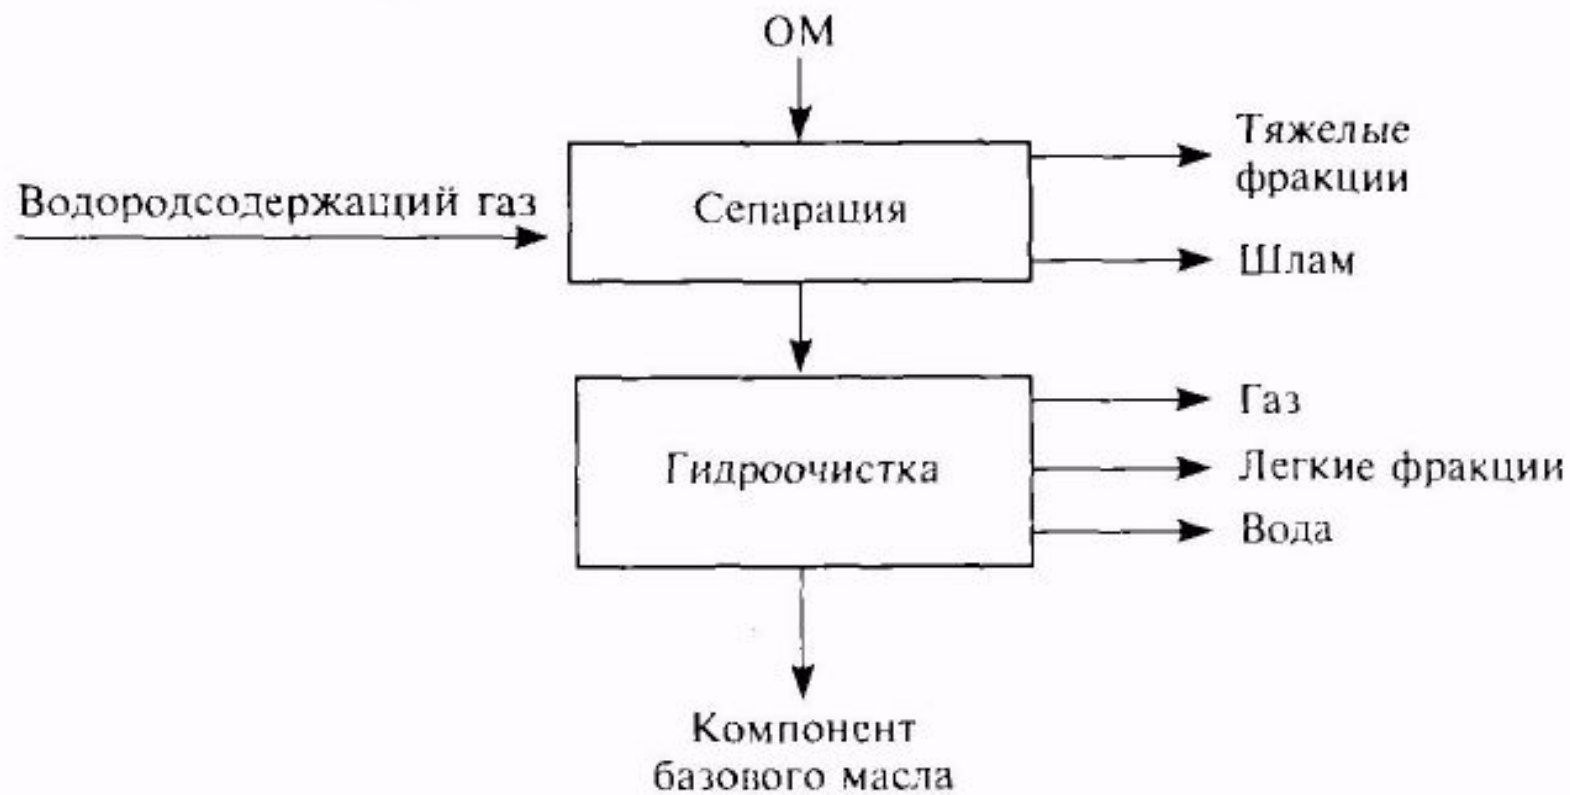 ОМ
Тяжелые
фракции
Водородсодержащий газ
Сепарация
Шлам
Газ
Гидроочистка
Легкие фракции
Вода
Компонент
базового масла